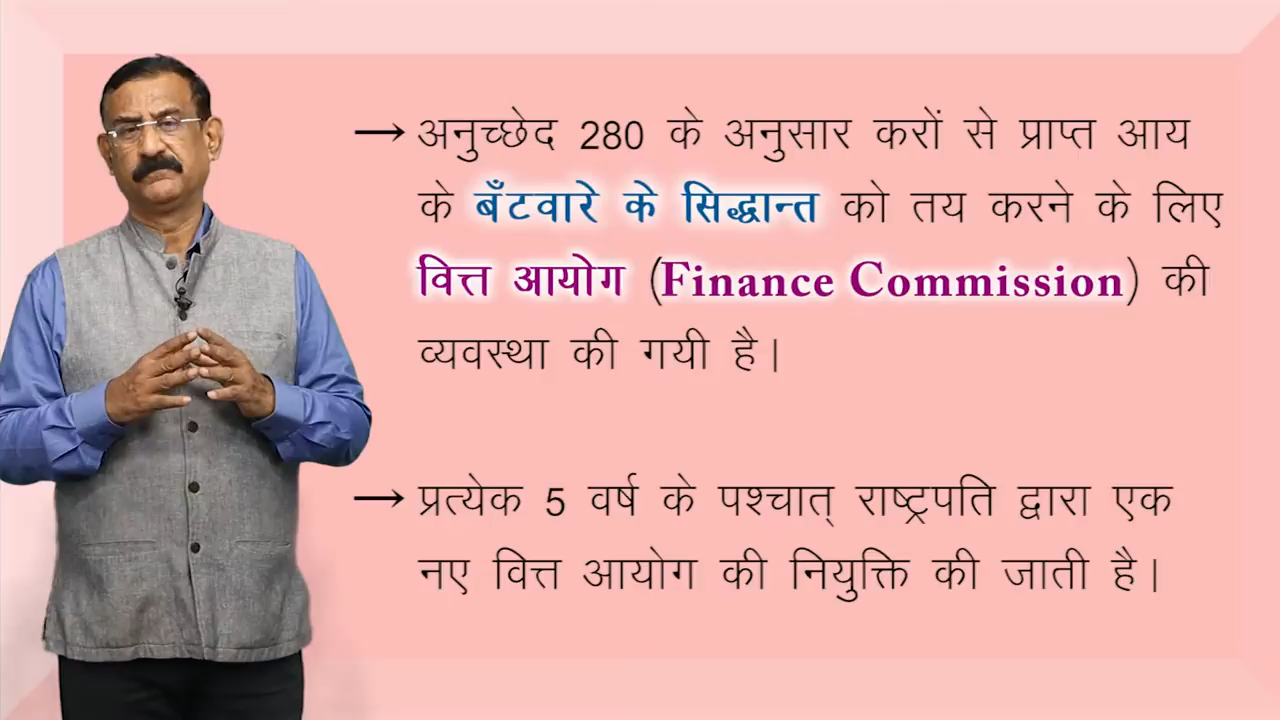 → अनुच्छेद 280 के अनुसार करों से प्राप्त आय
के बँटवारे के सिद्धान्त को तय करने के लिए
वित्त आयोग (Finance Commission) की
व्यवस्था की गयी है।
→ प्रत्येक 5 वर्ष के पश्चात् राष्ट्रपति द्वारा एक
नए वित्त आयोग की नियुक्ति की जाती है।